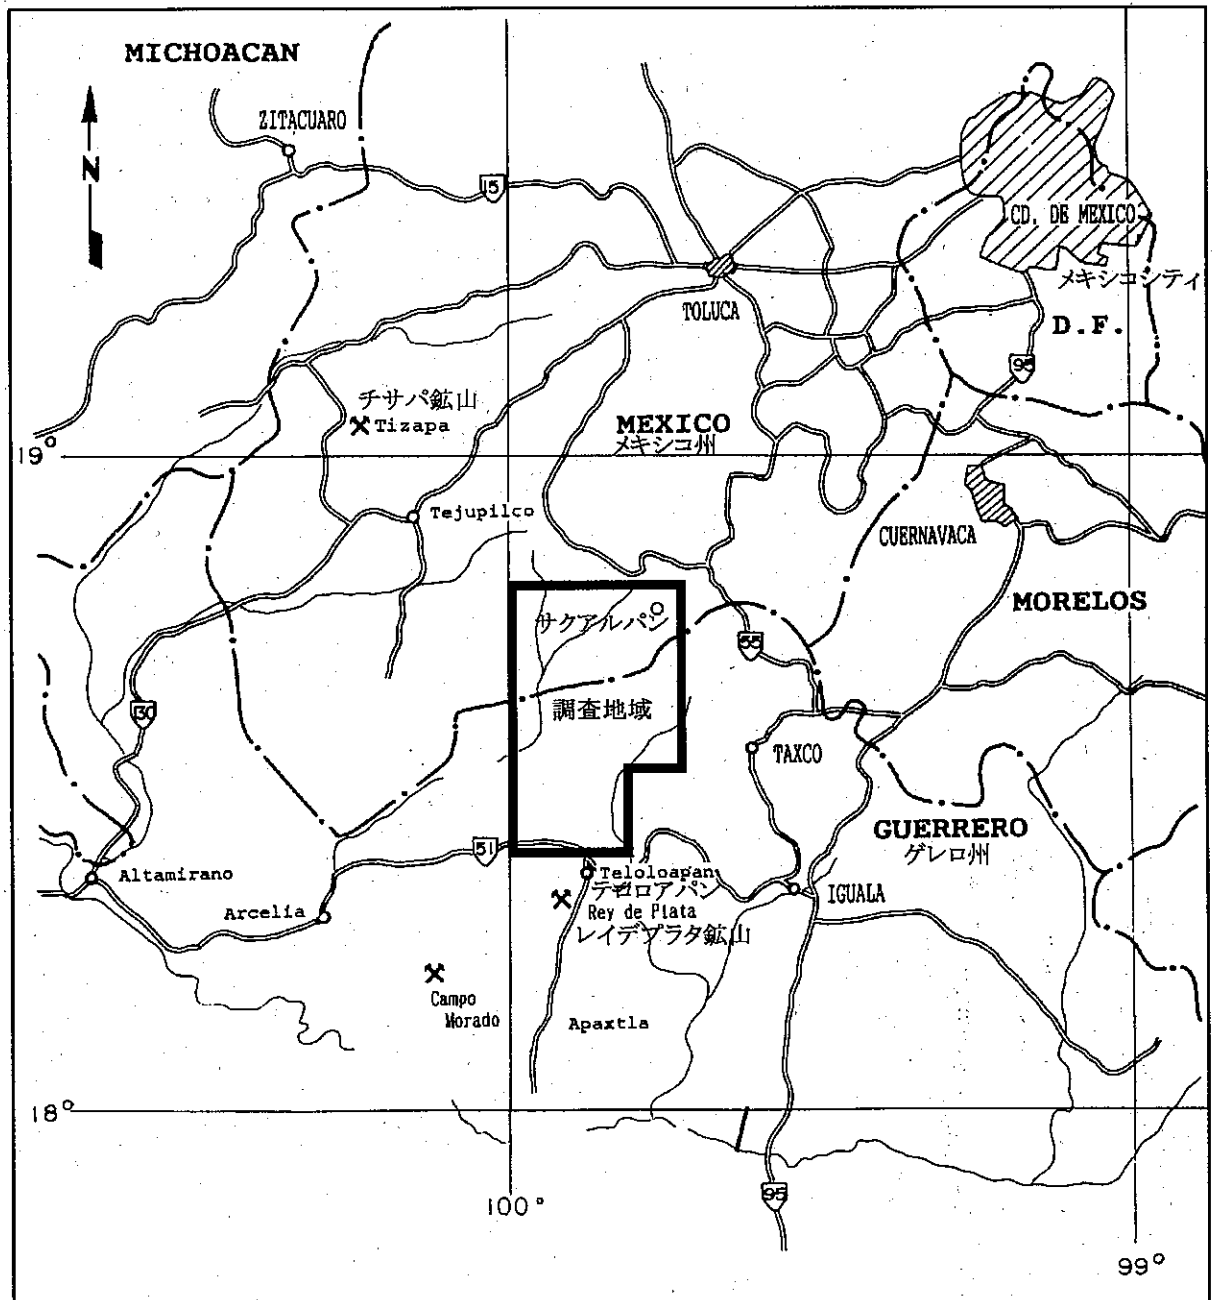 MICHOACAN
ZITACUARO
N
15
CD. DE MEXICO
メキシコシティ
TOLUCA
D.F.
95
チサパ鉱山
Tizapa
MEXICO
メキシコ州
19°
Tejupilco
CUERNAVACA
MORELOS
サクアルパン
55
130
調査地域
TAXCO
GUERRERO
ゲレロ州
51
Altamirano
Teloloapan
テロロアパン
IGUALA
Arcelia
Rey de Plata
レイデプラタ鉱山
Campo
Morado
Apaxtla
18°
95
100°
99°